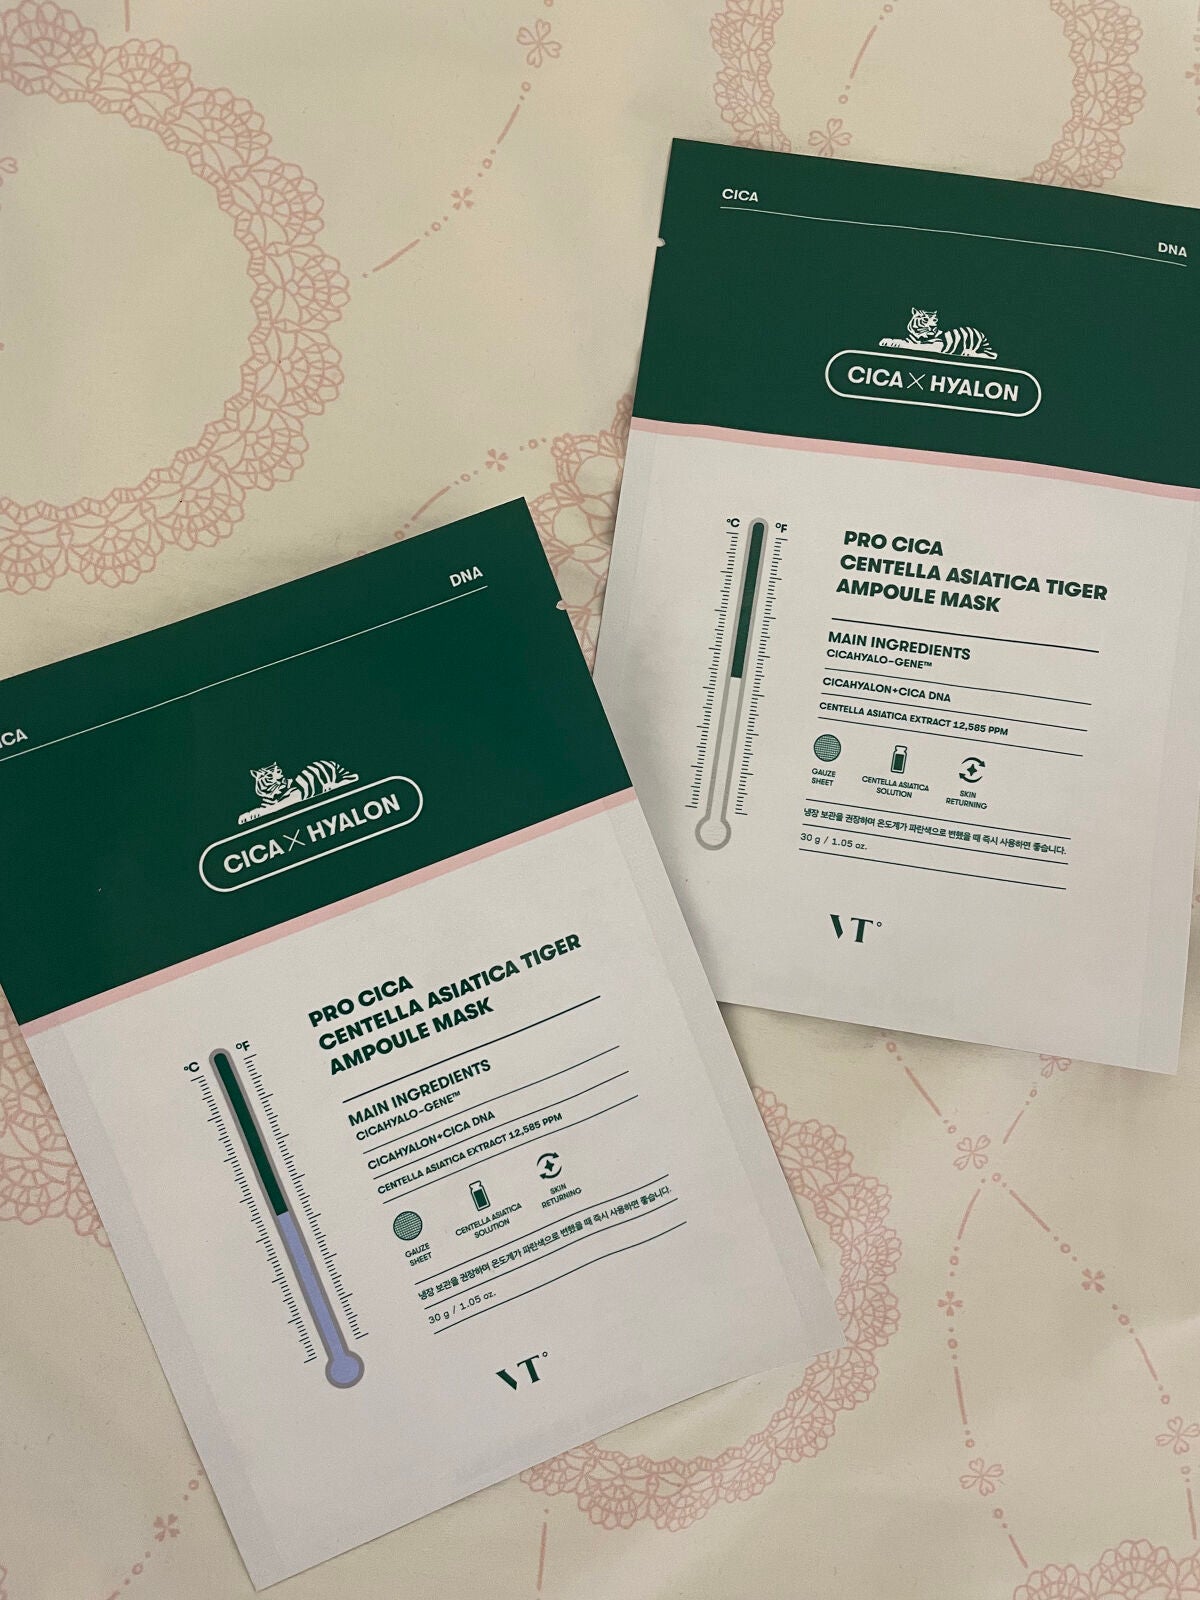 CICA
DNA
CICA × HYALON
°C
°F
PRO CICA
CENTELLA ASIATICA TIGER
AMPOULE MASK
MAIN INGREDIENTS
CICAHYALO-GENE™
CICAHYALON+CICA DNA
CENTELLA ASIATICA EXTRACT 12,585 PPM
GAUZE
SHEET
CENTELLA ASIATICA
SOLUTION
SKIN
RETURNING
냉장 보관을 권장하며 온도계가 파란색으로 변했을 때 즉시 사용하면 좋습니다.
30 g / 1.05 oz.
VT°
ICA
DNA
CICA × HYALON
°C
°F
PRO CICA
CENTELLA ASIATICA TIGER
AMPOULE MASK
MAIN INGREDIENTS
CICAHYALO-GENE™
CICAHYALON+CICA DNA
CENTELLA ASIATICA EXTRACT 12,585 PPM
GAUZE
SHEET
CENTELLA ASIATICA
SOLUTION
SKIN
RETURNING
냉장 보관을 권장하며 온도계가 파란색으로 변했을 때 즉시 사용하면 좋습니다.
30 g / 1.05 oz.
VT°